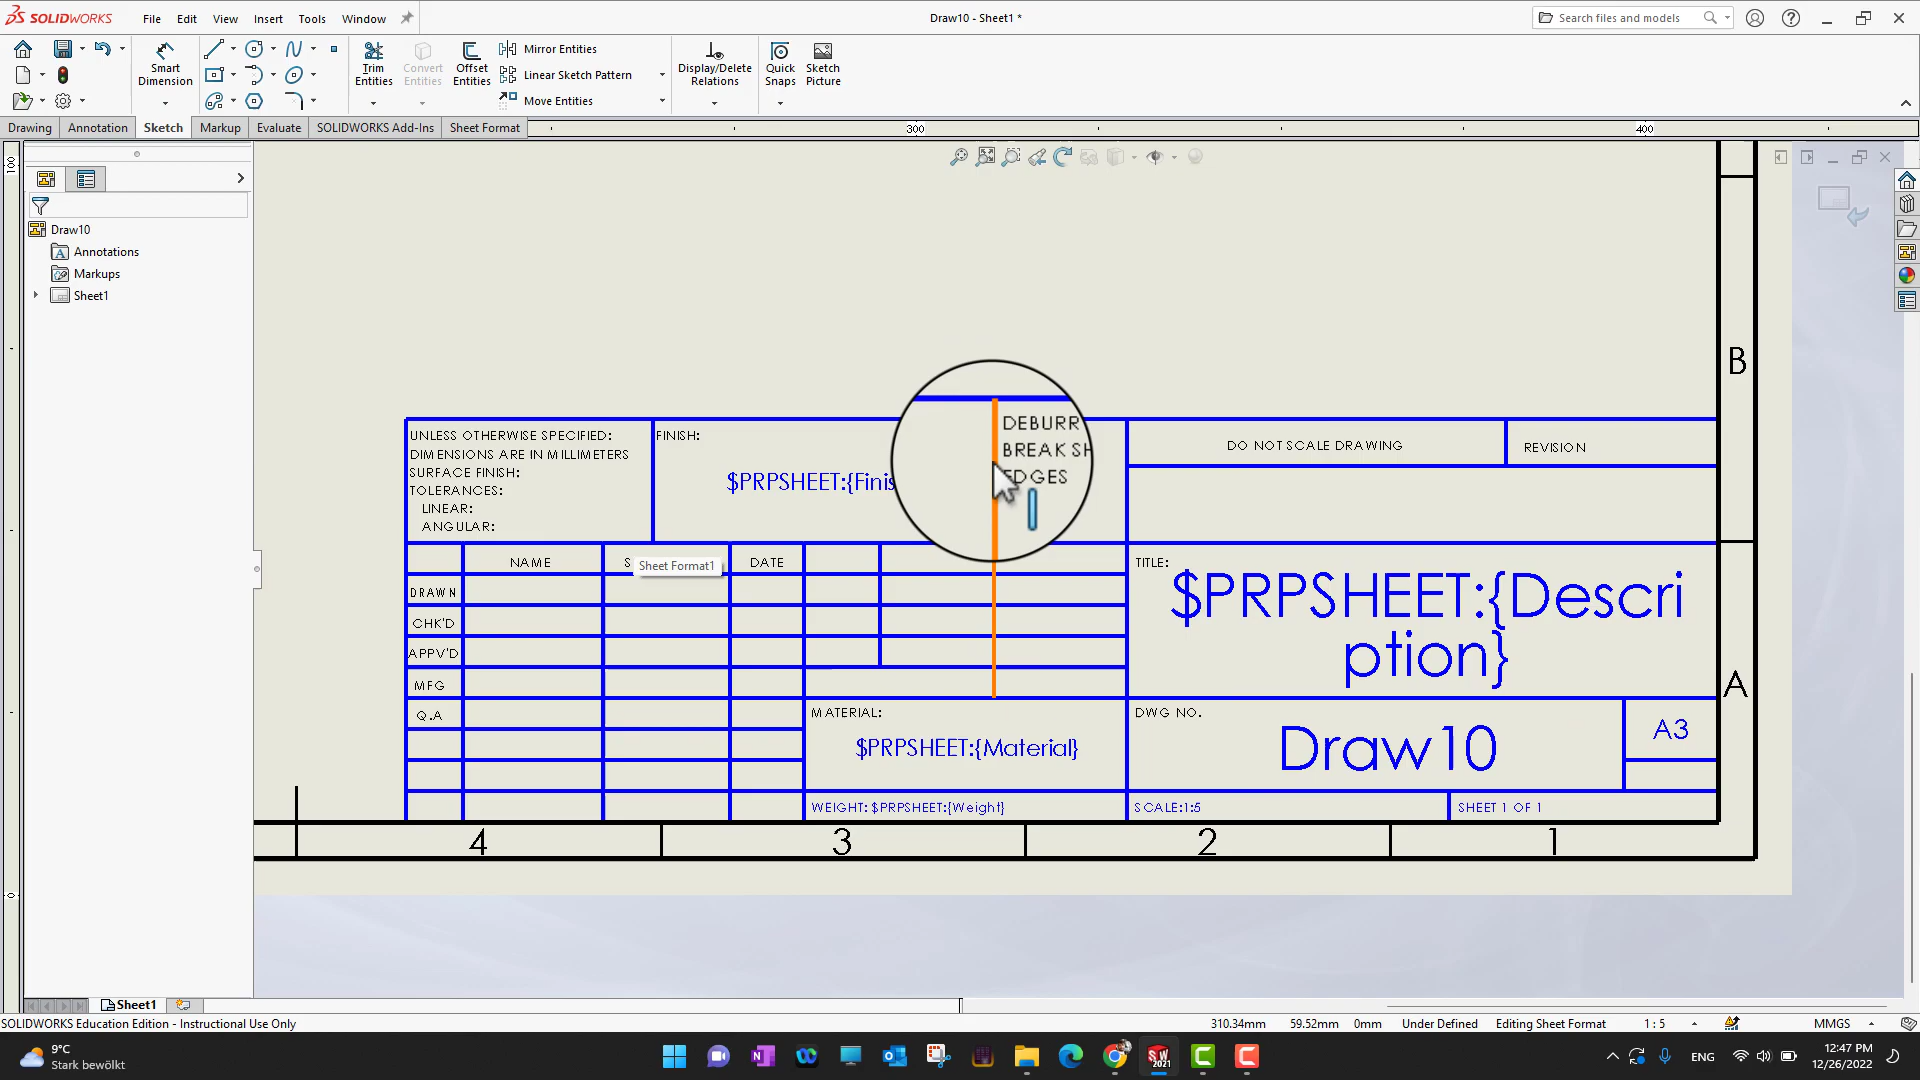 SOLIDWORKS
File Edit View Insert Tools Window
Draw10 - Sheet1 *
Search files and models
Smart Dimension
Trim Entities
Convert Entities
Offset Entities
Mirror Entities
Linear Sketch Pattern
Move Entities
Display/Delete Relations
Quick Snaps
Sketch Picture
Drawing Annotation Sketch Markup Evaluate SOLIDWORKS Add-Ins Sheet Format
300
400
100
Draw10
Annotations
Markups
Sheet1
B
UNLESS OTHERWISE SPECIFIED:
DIMENSIONS ARE IN MILLIMETERS
SURFACE FINISH:
TOLERANCES:
LINEAR:
ANGULAR:
FINISH:
$PRPSHEET:{Finis
DEBURR
BREAK SH
EDGES
DO NOT SCALE DRAWING
REVISION
NAME
S
Sheet Format1
DATE
DRAWN
CHK'D
APPV'D
MFG
Q.A
TITLE:
$PRPSHEET:{Descri
ption}
A
MATERIAL:
$PRPSHEET:{Material}
DWG NO.
Draw10
A3
WEIGHT: $PRPSHEET:{Weight}
SCALE:1:5
SHEET 1 OF 1
4
3
2
1
0
Sheet1
SOLIDWORKS Education Edition - Instructional Use Only
310.34mm 59.52mm 0mm Under Defined Editing Sheet Format 1 : 5 MMGS
9°C
Stark bewölkt
SW
2021
ENG
12:47 PM
12/26/2022